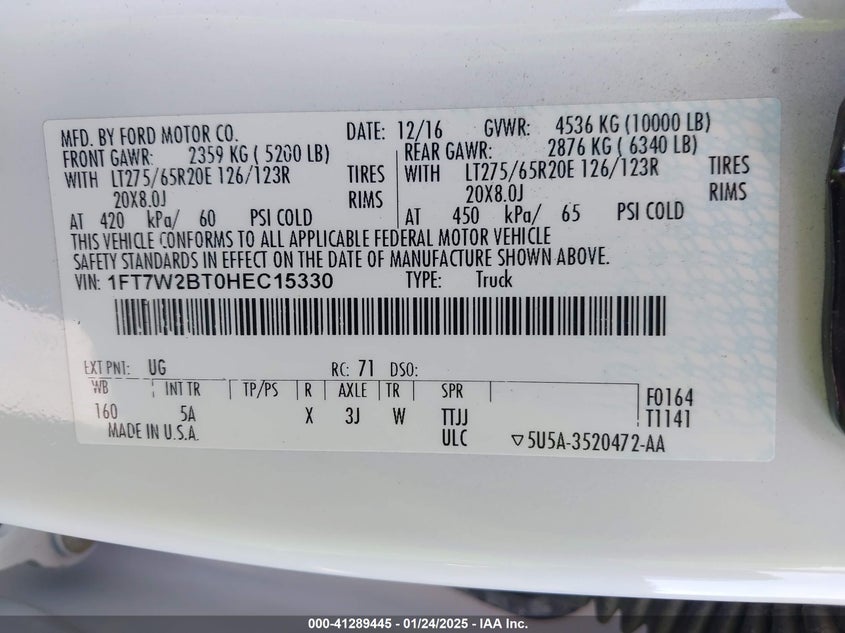 MFD. BY FORD MOTOR CO. DATE: 12/16 GVWR: 4536 KG (10000 LB)
FRONT GAWR: 2359 KG ( 5200 LB) REAR GAWR: 2876 KG ( 6340 LB)
WITH LT275/65R20E 126/123R TIRES WITH LT275/65R20E 126/123R TIRES
20X8.0J RIMS 20X8.0J RIMS
AT 420 kPa/ 60 PSI COLD AT 450 kPa/ 65 PSI COLD
THIS VEHICLE CONFORMS TO ALL APPLICABLE FEDERAL MOTOR VEHICLE
SAFETY STANDARDS IN EFFECT ON THE DATE OF MANUFACTURE SHOWN ABOVE.
VIN: 1FT7W2BT0HEC15330 TYPE: Truck
EXT PNT: UG RC: 71 DSO:
WB INT TR TP/PS R AXLE TR SPR F0164
160 5A X 3J W TTJJ T1141
MADE IN U.S.A. ULC ▽5U5A-3520472-AA
000-41289445 - 01/24/2025 - IAA Inc.